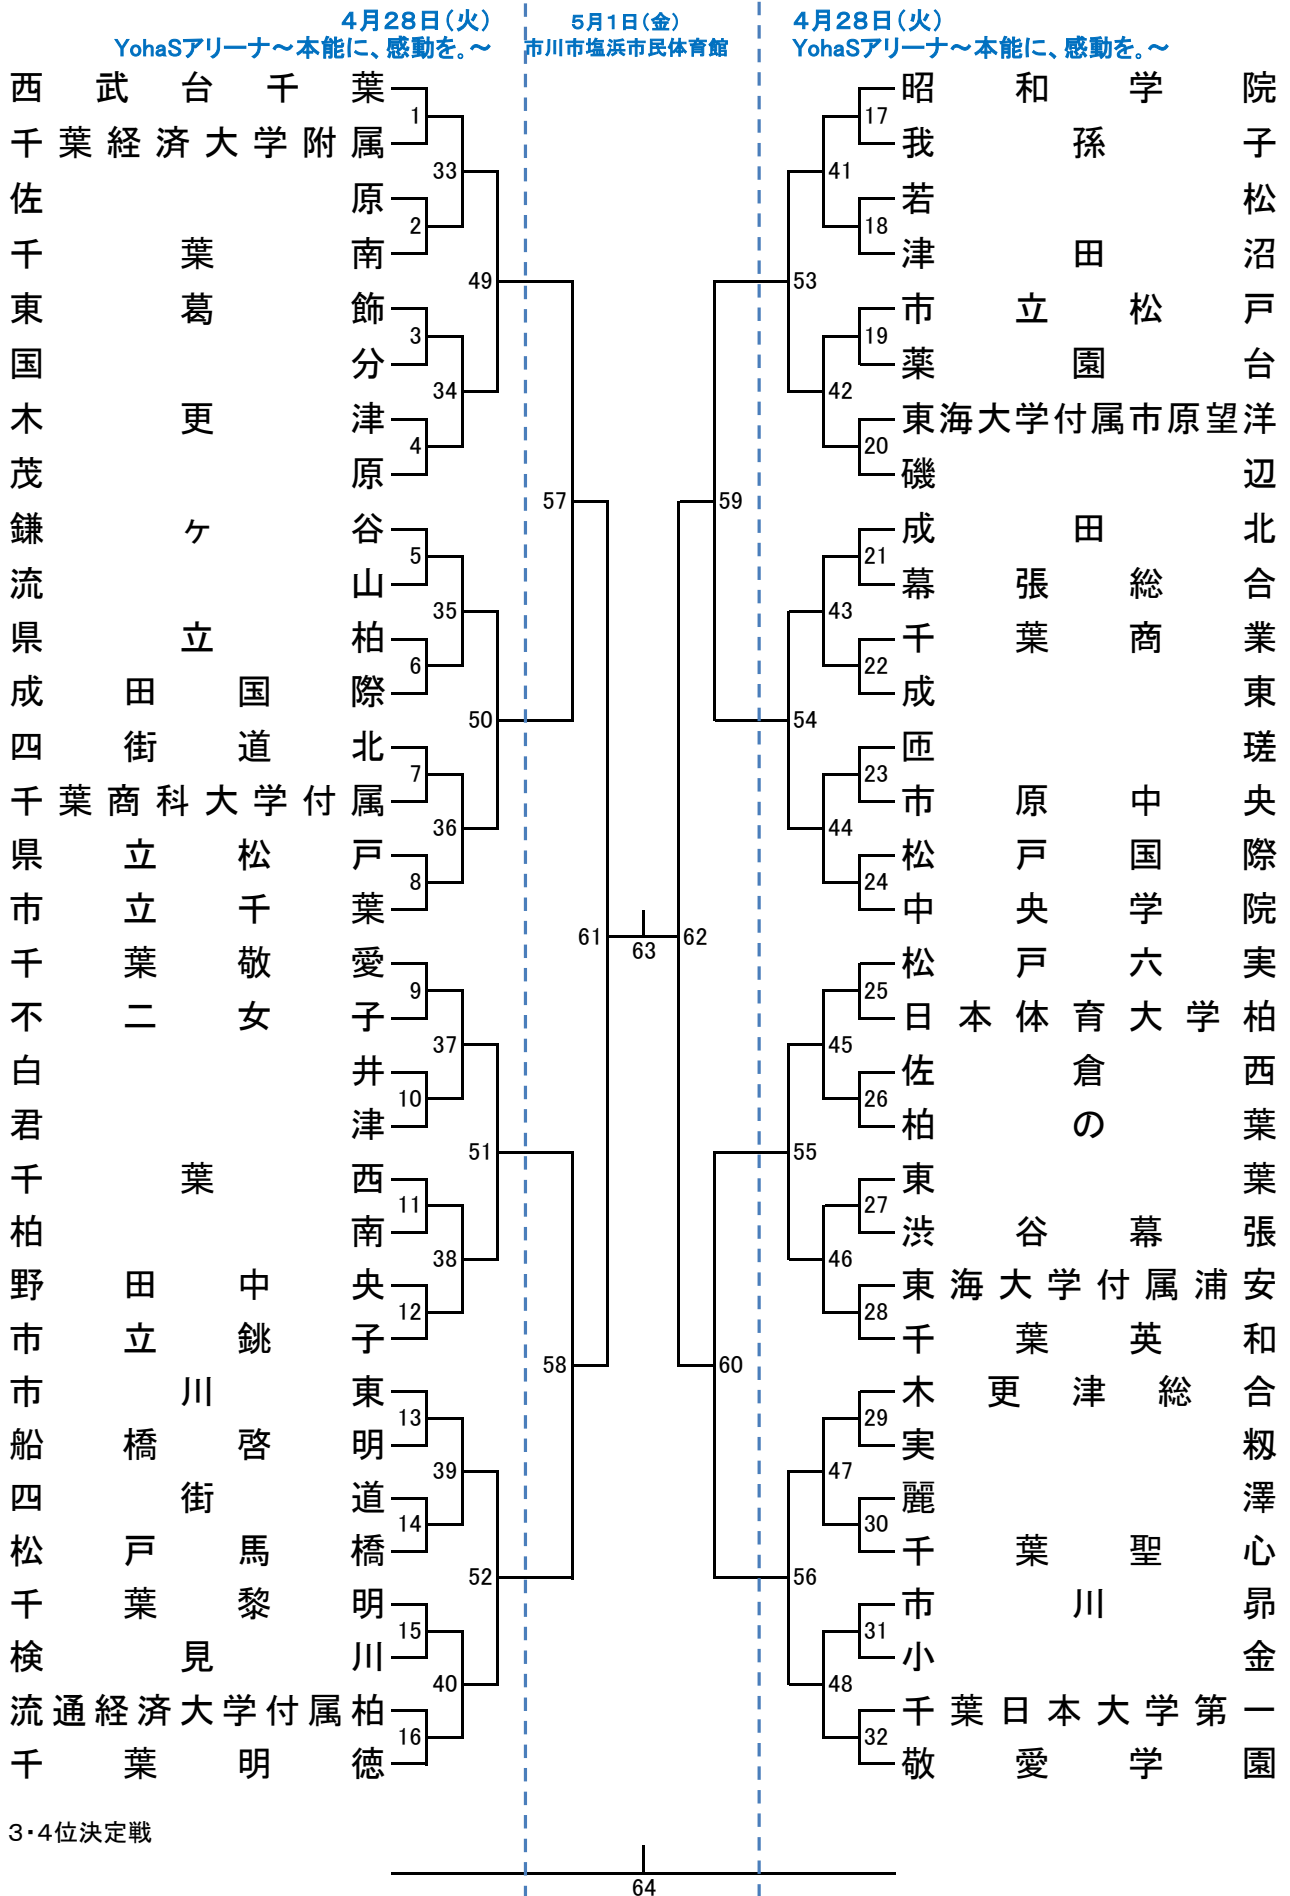 4月28日(火)
YohaSアリーナ～本能に、感動を。～
5月1日(金)
市川市塩浜市民体育館
4月28日(火)
YohaSアリーナ～本能に、感動を。～
西武台千葉
千葉経済大学附属
佐原
千葉南
東葛飾
国分
木更津
茂原
鎌ヶ谷
流山
県立柏
成田国際
四街道北
千葉商科大学付属
県立松戸
市立千葉
千葉敬愛
不二女子
白井
君津
千葉西
柏南
野田中央
市立銚子
市川東
船橋啓明
四街道
松戸馬橋
千葉黎明
検見川
流通経済大学付属柏
千葉明徳
1
2
3
4
5
6
7
8
9
10
11
12
13
14
15
16
33
34
35
36
37
38
39
40
49
50
51
52
57
58
61
63
62
59
60
53
54
55
56
41
42
43
44
45
46
47
48
17
18
19
20
21
22
23
24
25
26
27
28
29
30
31
32
昭和学院
我孫子
若松
津田沼
市立松戸
薬園台
東海大学付属市原望洋
磯辺
成田北
幕張総合
千葉商業
成東
匝瑳
市原中央
松戸国際
中央学院
松戸六実
日本体育大学柏
佐倉西
柏の葉
東葉
渋谷幕張
東海大学付属浦安
千葉英和
木更津総合
実籾
麗澤
千葉聖心
市川昴
小金
千葉日本大学第一
敬愛学園
3・4位決定戦
64